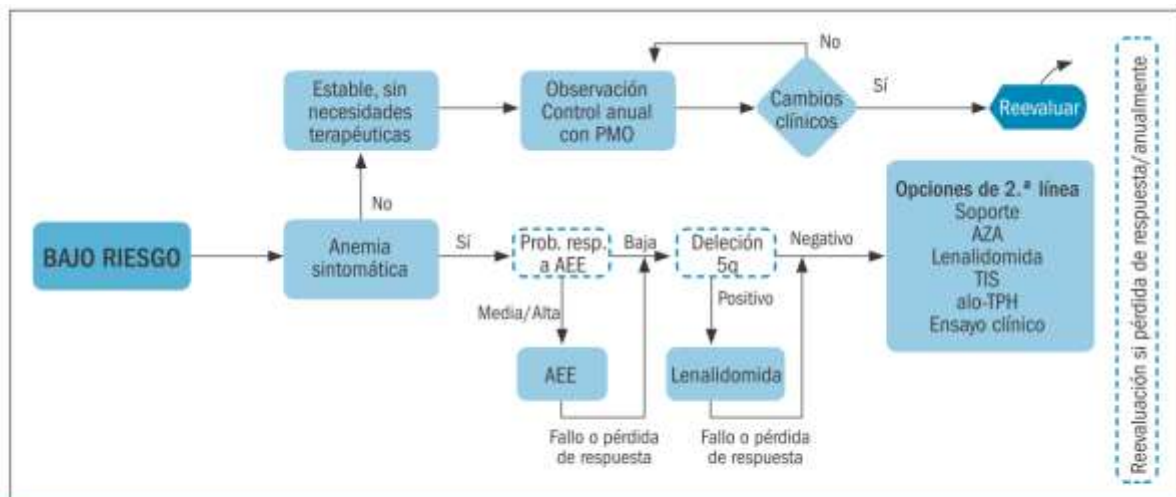 No
Estable, sin
necesidades
terapéuticas
Observación
Control anual
con PMO
Cambios
clínicos
Sí
Reevaluar
No
BAJO RIESGO
Anemia
sintomática
Sí
Prob. resp.
a AEE
Baja
Deleción
5q
Negativo
Opciones de 2.ª línea
Soporte
AZA
Lenalidomida
TIS
alo-TPH
Ensayo clínico
Media/Alta
Positivo
AEE
Lenalidomida
Fallo o pérdida
de respuesta
Fallo o pérdida
de respuesta
Reevaluación si pérdida de respuesta/anualmente